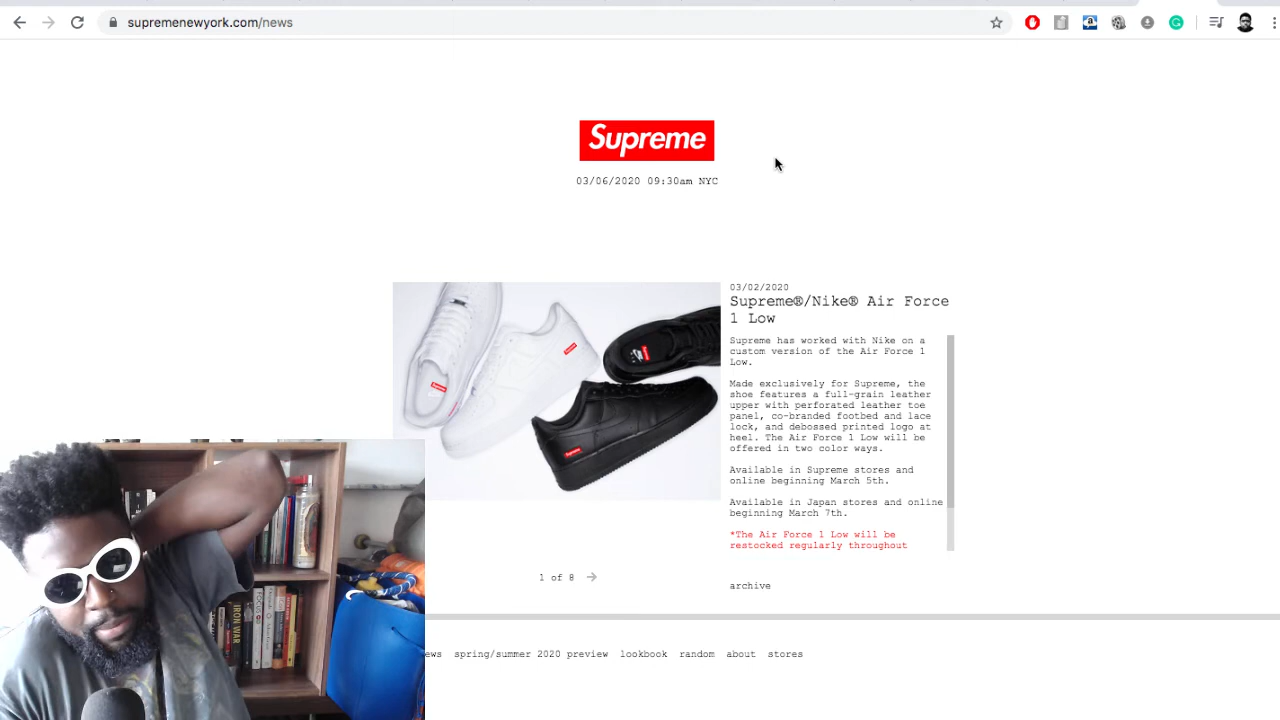 supremenewyork.com/news
Supreme
03/06/2020 09:30am NYC
03/02/2020
Supreme®/Nike® Air Force
1 Low
Supreme has worked with Nike on a
custom version of the Air Force 1
Low.
Made exclusively for Supreme, the
shoe features a full-grain leather
upper with perforated leather toe
panel, co-branded footbed and lace
lock, and debossed printed logo at
heel. The Air Force 1 Low will be
offered in two color ways.
Available in Supreme stores and
online beginning March 5th.
Available in Japan stores and online
beginning March 7th.
*The Air Force 1 Low will be
restocked regularly throughout
1 of 8
archive
ews spring/summer 2020 preview lookbook random about stores
IRON WAR
FOCUS